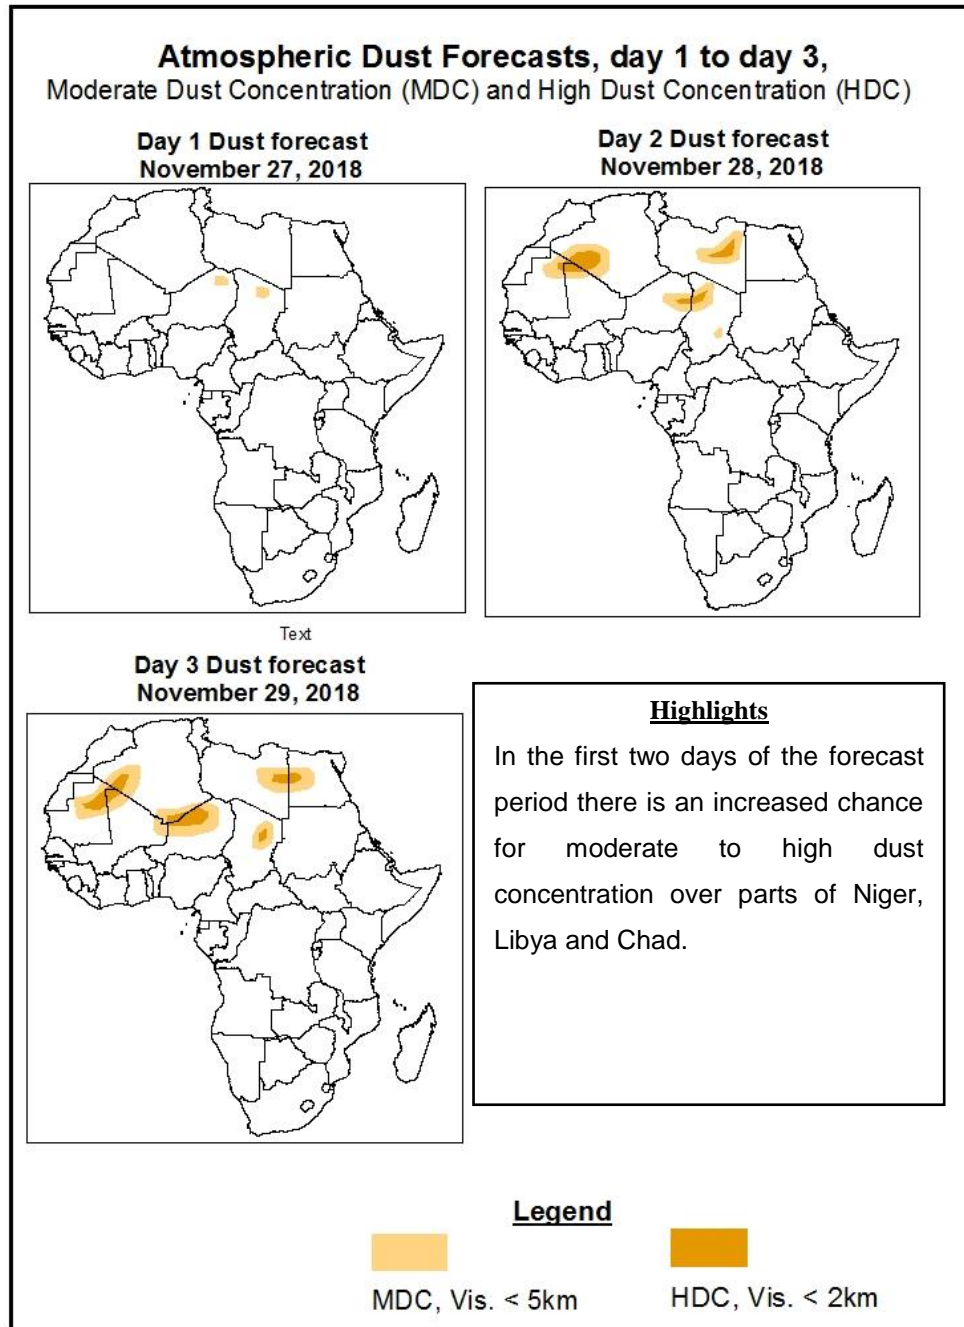 Atmospheric Dust Forecasts, day 1 to day 3,
Moderate Dust Concentration (MDC) and High Dust Concentration (HDC)
Day 1 Dust forecast
November 27, 2018
Day 2 Dust forecast
November 28, 2018
Text
Day 3 Dust forecast
November 29, 2018
Highlights
In the first two days of the forecast
period there is an increased chance
for moderate to high dust
concentration over parts of Niger,
Libya and Chad.
Legend
MDC, Vis. < 5km
HDC, Vis. < 2km